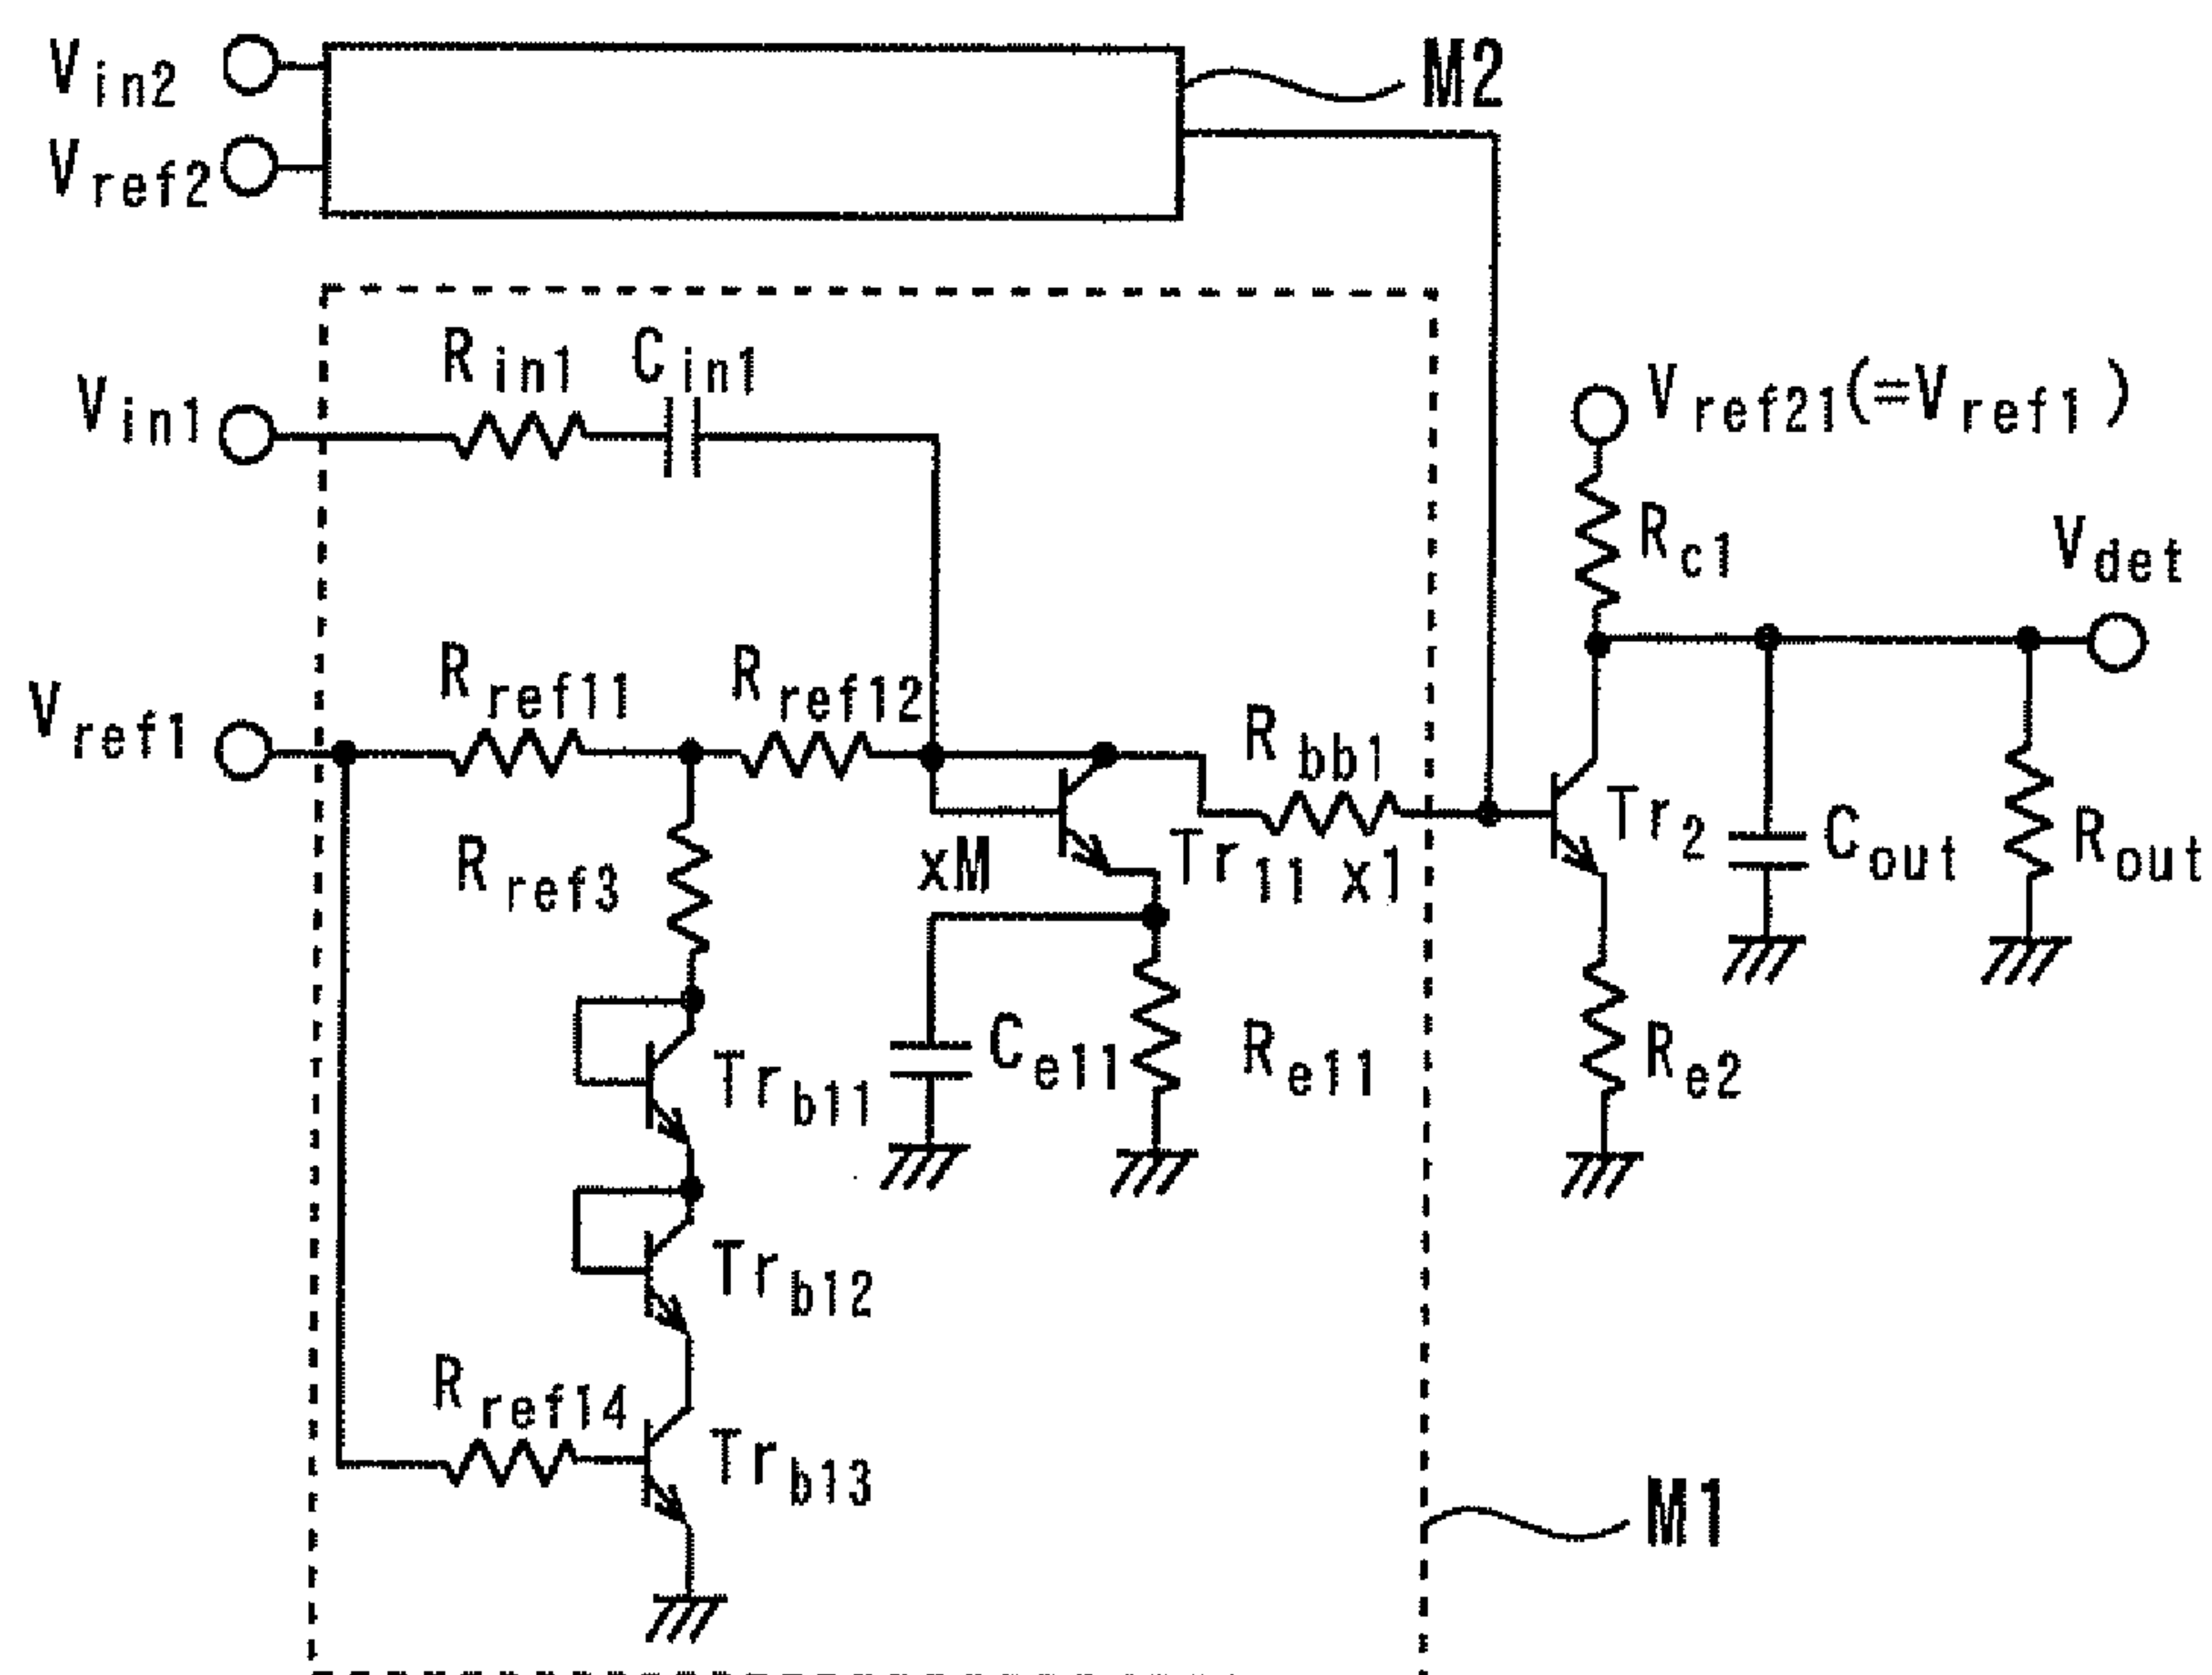 Vin2
M2
Vref2
Rin1
Cin1
Vin1
Vref21(=Vref1)
Rc1
Vdet
Rref11
Rref12
Vref1
Rbb1
Rref3
xM
Tr11 x1
Tr2
Cout
Rout
Trb11
Ce11
Re11
Re2
Trb12
Rref14
Trb13
M1